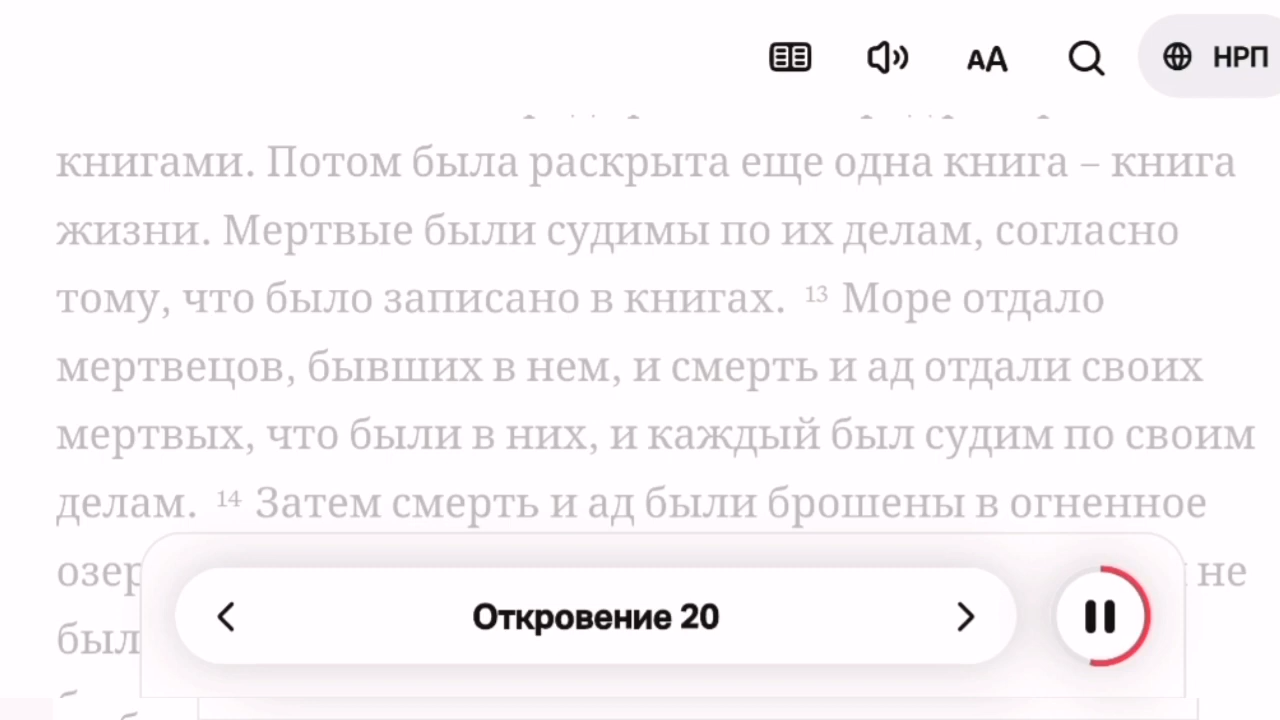 НРП
книгами. Потом была раскрыта еще одна книга – книга
жизни. Мертвые были судимы по их делам, согласно
тому, что было записано в книгах. 13 Море отдало
мертвецов, бывших в нем, и смерть и ад отдали своих
мертвых, что были в них, и каждый был судим по своим
делам. 14 Затем смерть и ад были брошены в огненное
не
Откровение 20